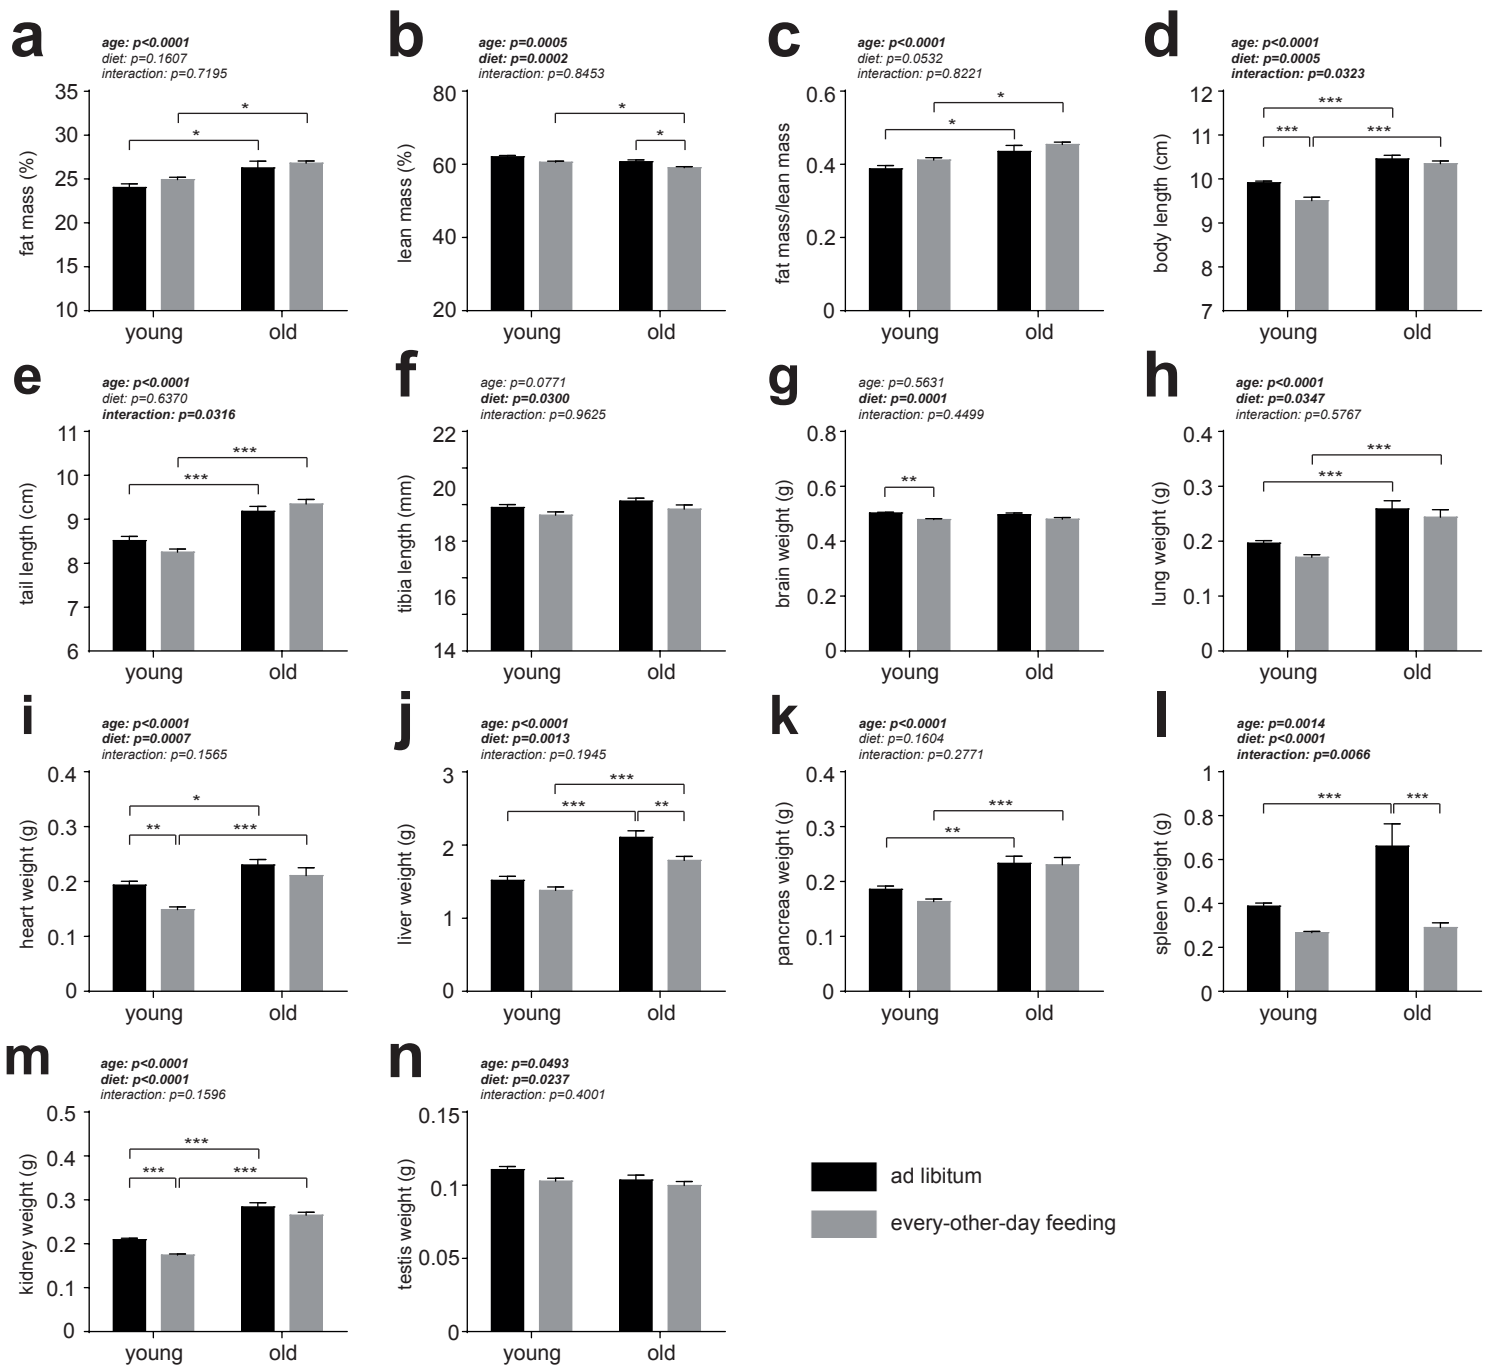 a
age: p<0.0001
diet: p=0.1607
interaction: p=0.7195
fat mass (%)
35
30
25
20
15
10
*
*
young old
b
age: p=0.0005
diet: p=0.0002
interaction: p=0.8453
lean mass (%)
80
60
40
20
*
*
young old
c
age: p<0.0001
diet: p=0.0532
interaction: p=0.8221
fat mass/lean mass
0.6
0.4
0.2
0
*
*
young old
d
age: p<0.0001
diet: p=0.0005
interaction: p=0.0323
body length (cm)
12
11
10
9
8
7
***
*** ***
young old
e
age: p<0.0001
diet: p=0.6370
interaction: p=0.0316
tail length (cm)
11
10
9
8
7
6
***
***
young old
f
age: p=0.0771
diet: p=0.0300
interaction: p=0.9625
tibia length (mm)
22
20
18
16
14
young old
g
age: p=0.5631
diet: p=0.0001
interaction: p=0.4499
brain weight (g)
0.8
0.6
0.4
0.2
0
**
young old
h
age: p<0.0001
diet: p=0.0347
interaction: p=0.5767
lung weight (g)
0.4
0.3
0.2
0.1
0
***
***
young old
i
age: p<0.0001
diet: p=0.0007
interaction: p=0.1565
heart weight (g)
0.4
0.3
0.2
0.1
0
*
** ***
young old
j
age: p<0.0001
diet: p=0.0013
interaction: p=0.1945
liver weight (g)
3
2
1
0
***
*** **
young old
k
age: p<0.0001
diet: p=0.1604
interaction: p=0.2771
pancreas weight (g)
0.4
0.3
0.2
0.1
0
***
**
young old
l
age: p=0.0014
diet: p<0.0001
interaction: p=0.0066
spleen weight (g)
1
0.8
0.6
0.4
0.2
0
*** ***
young old
m
age: p<0.0001
diet: p<0.0001
interaction: p=0.1596
kidney weight (g)
0.5
0.4
0.3
0.2
0.1
0
***
*** ***
young old
n
age: p=0.0493
diet: p=0.0237
interaction: p=0.4001
testis weight (g)
0.15
0.1
0.05
0
young old
ad libitum
every-other-day feeding